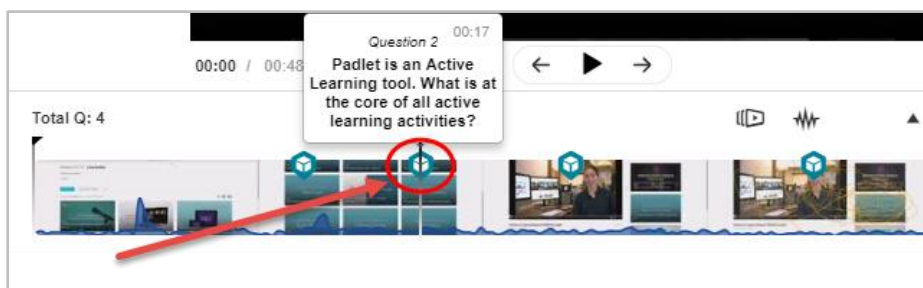 00:17
Question 2
Padlet is an Active
Learning tool. What is at
the core of all active
learning activities?
00:00 / 00:48
Total Q: 4